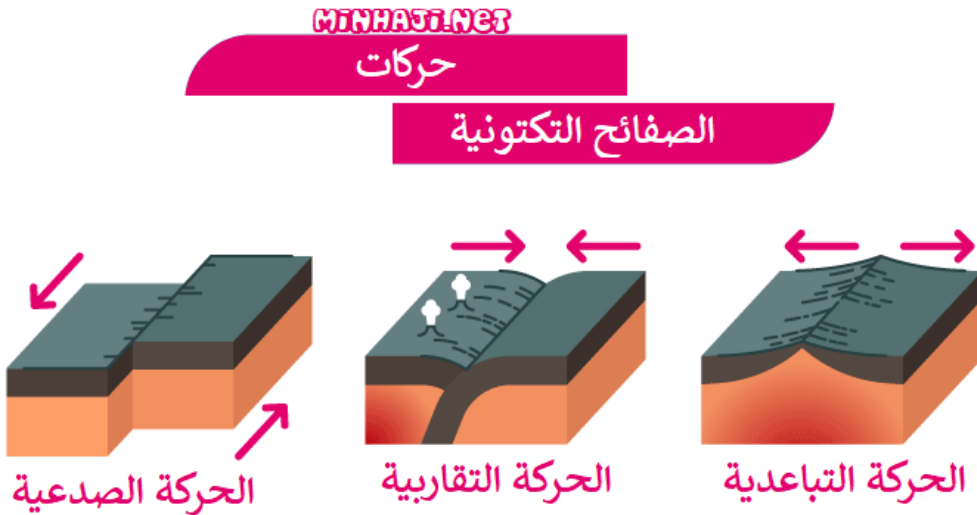 MINHAJI.NET
حركات
الصفائح التكتونية
الحركة التباعدية
الحركة التقاربية
الحركة الصدعية